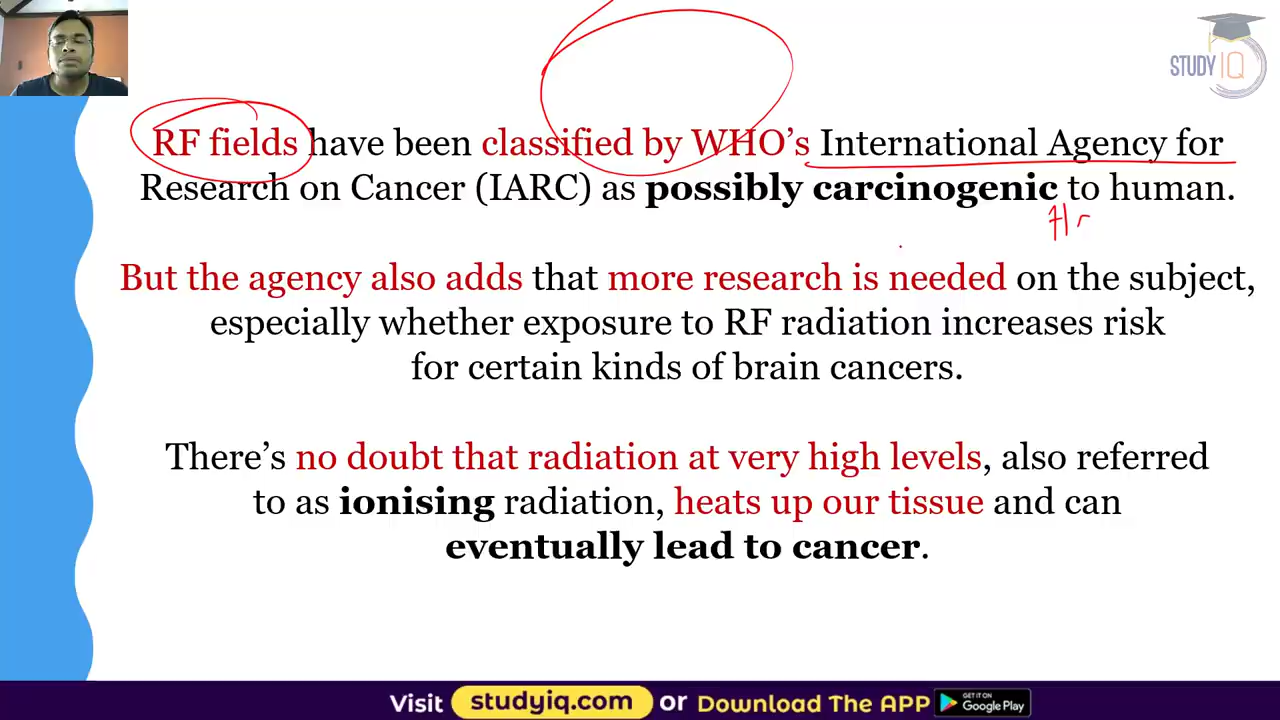 STUDY IQ
RF fields have been classified by WHO’s International Agency for
Research on Cancer (IARC) as possibly carcinogenic to human.
But the agency also adds that more research is needed on the subject,
especially whether exposure to RF radiation increases risk
for certain kinds of brain cancers.
There’s no doubt that radiation at very high levels, also referred
to as ionising radiation, heats up our tissue and can
eventually lead to cancer.
Visit studyiq.com or Download The APP GET IT ON Google Play